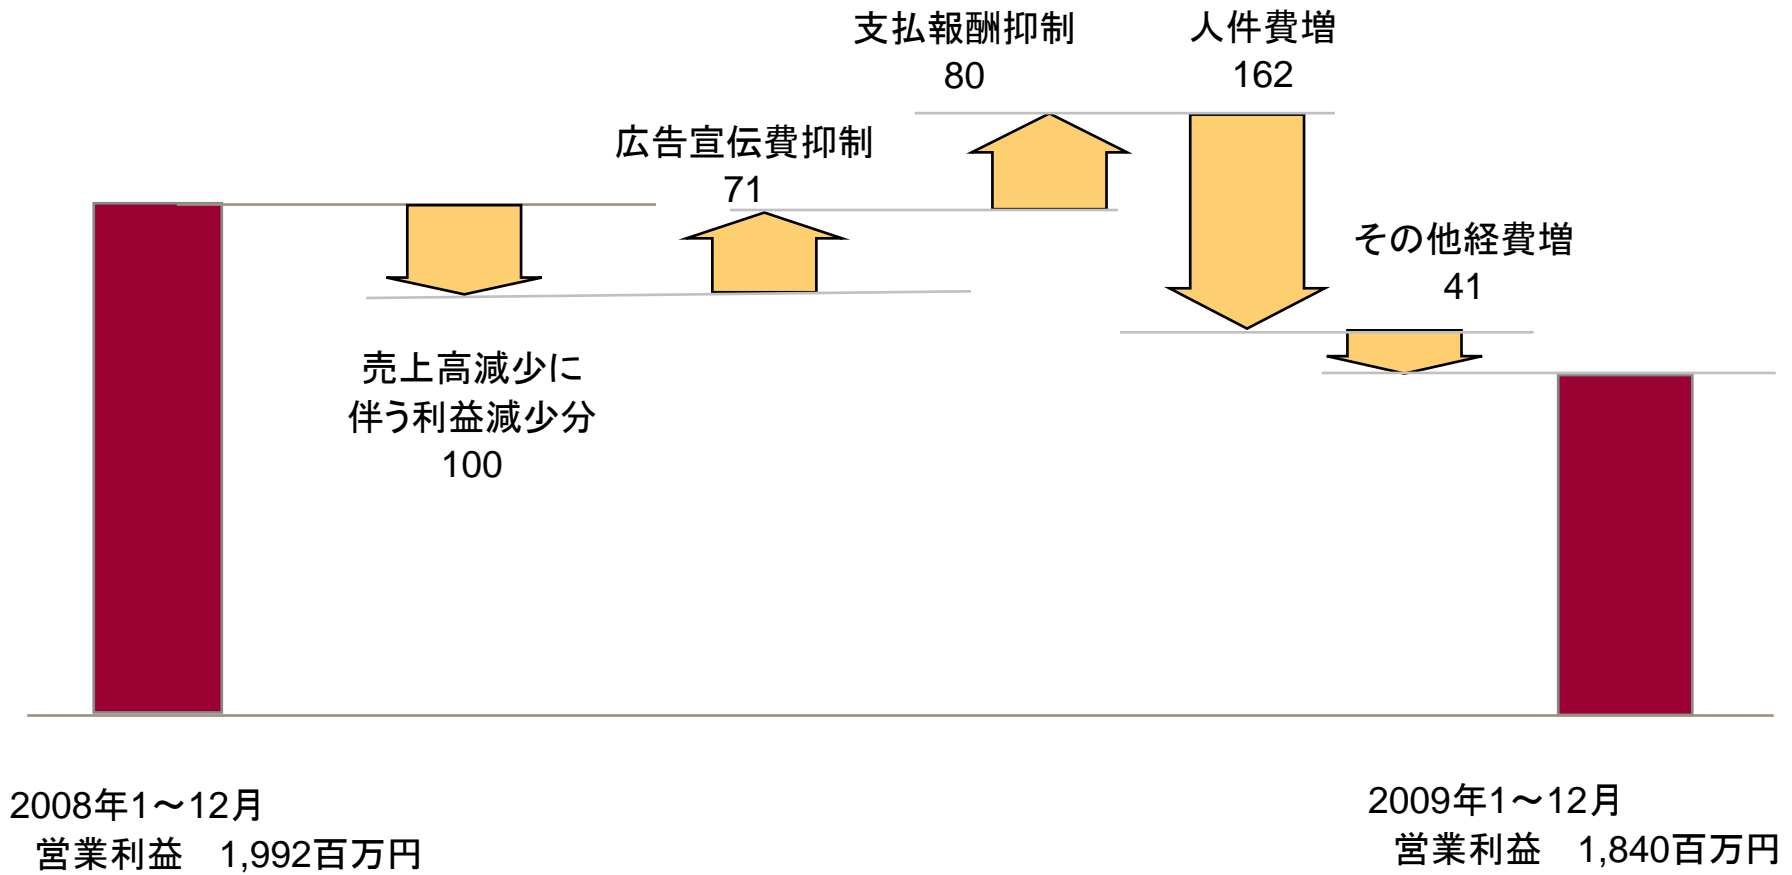 支払報酬抑制
80
人件費増
162
広告宣伝費抑制
71
その他経費増
41
売上高減少に
伴う利益減少分
100
2008年1～12月
営業利益　1,992百万円
2009年1～12月
営業利益　1,840百万円